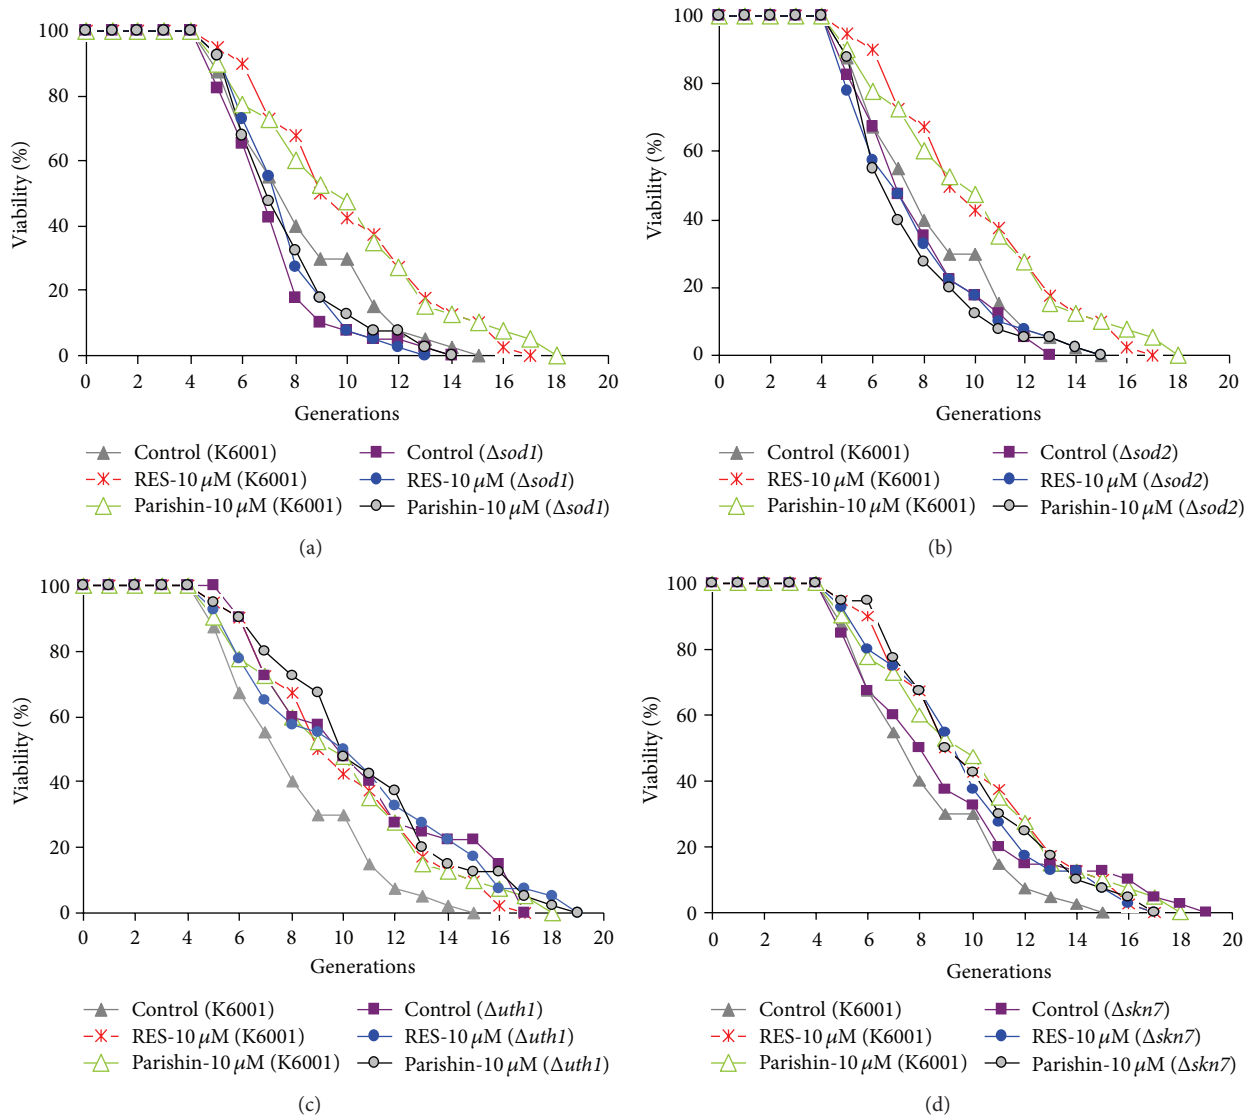 100
80
60
40
20
0
Viability (%)
0 2 4 6 8 10 12 14 16 18 20
Generations
Control (K6001)
RES-10 μM (K6001)
Parishin-10 μM (K6001)
Control (Δsod1)
RES-10 μM (Δsod1)
Parishin-10 μM (Δsod1)
(a)
100
80
60
40
20
0
Viability (%)
0 2 4 6 8 10 12 14 16 18 20
Generations
Control (K6001)
RES-10 μM (K6001)
Parishin-10 μM (K6001)
Control (Δsod2)
RES-10 μM (Δsod2)
Parishin-10 μM (Δsod2)
(b)
100
80
60
40
20
0
Viability (%)
0 2 4 6 8 10 12 14 16 18 20
Generations
Control (K6001)
RES-10 μM (K6001)
Parishin-10 μM (K6001)
Control (Δuth1)
RES-10 μM (Δuth1)
Parishin-10 μM (Δuth1)
(c)
100
80
60
40
20
0
Viability (%)
0 2 4 6 8 10 12 14 16 18 20
Generations
Control (K6001)
RES-10 μM (K6001)
Parishin-10 μM (K6001)
Control (Δskn7)
RES-10 μM (Δskn7)
Parishin-10 μM (Δskn7)
(d)